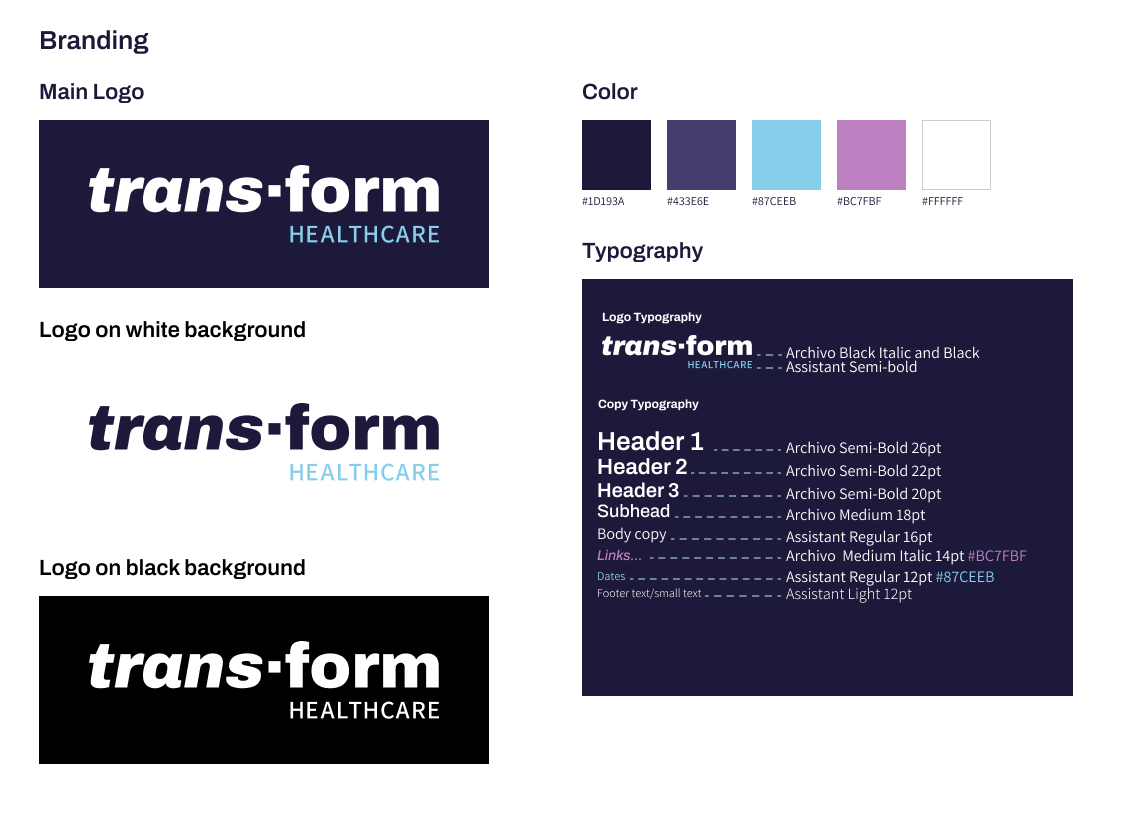 Branding
Main Logo
trans·form
HEALTHCARE
Logo on white background
trans·form
HEALTHCARE
Logo on black background
trans·form
HEALTHCARE
Color
#1D193A #433E6E #87CEEB #BC7FBF #FFFFFF
Typography
Logo Typography
trans·form Archivo Black Italic and Black
HEALTHCARE Assistant Semi-bold
Copy Typography
Header 1 Archivo Semi-Bold 26pt
Header 2 Archivo Semi-Bold 22pt
Header 3 Archivo Semi-Bold 20pt
Subhead Archivo Medium 18pt
Body copy Assistant Regular 16pt
Links... Archivo Medium Italic 14pt #BC7FBF
Dates Assistant Regular 12pt #87CEEB
Footer text/small text Assistant Light 12pt